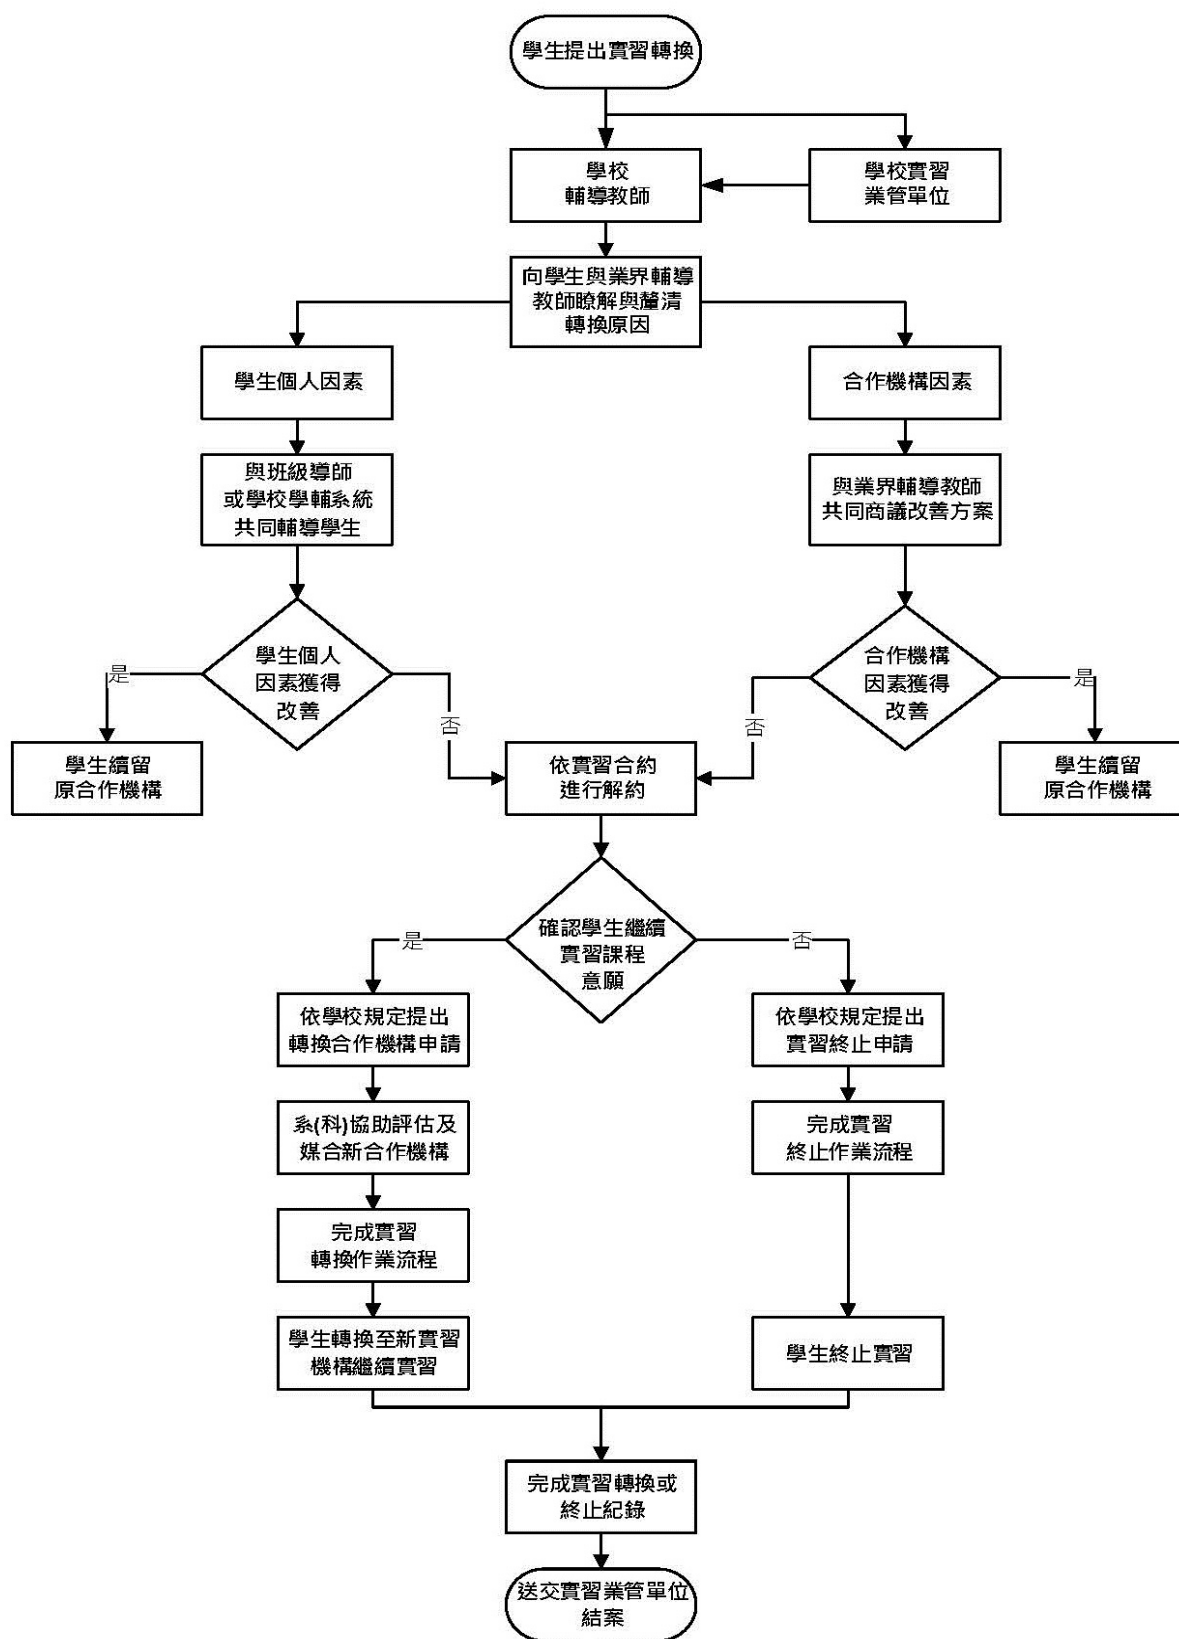 學生提出實習轉換
學校
輔導教師
學校實習
業管單位
向學生與業界輔導
教師瞭解與釐清
轉換原因
學生個人因素
合作機構因素
與班級導師
或學校學輔系統
共同輔導學生
與業界輔導教師
共同商議改善方案
學生個人
因素獲得
改善
合作機構
因素獲得
改善
是
否
否
是
學生續留
原合作機構
依實習合約
進行解約
學生續留
原合作機構
確認學生繼續
實習課程
意願
是
否
依學校規定提出
轉換合作機構申請
依學校規定提出
實習終止申請
系(科)協助評估及
媒合新合作機構
完成實習
終止作業流程
完成實習
轉換作業流程
學生轉換至新實習
機構繼續實習
學生終止實習
完成實習轉換或
終止紀錄
送交實習業管單位
結案